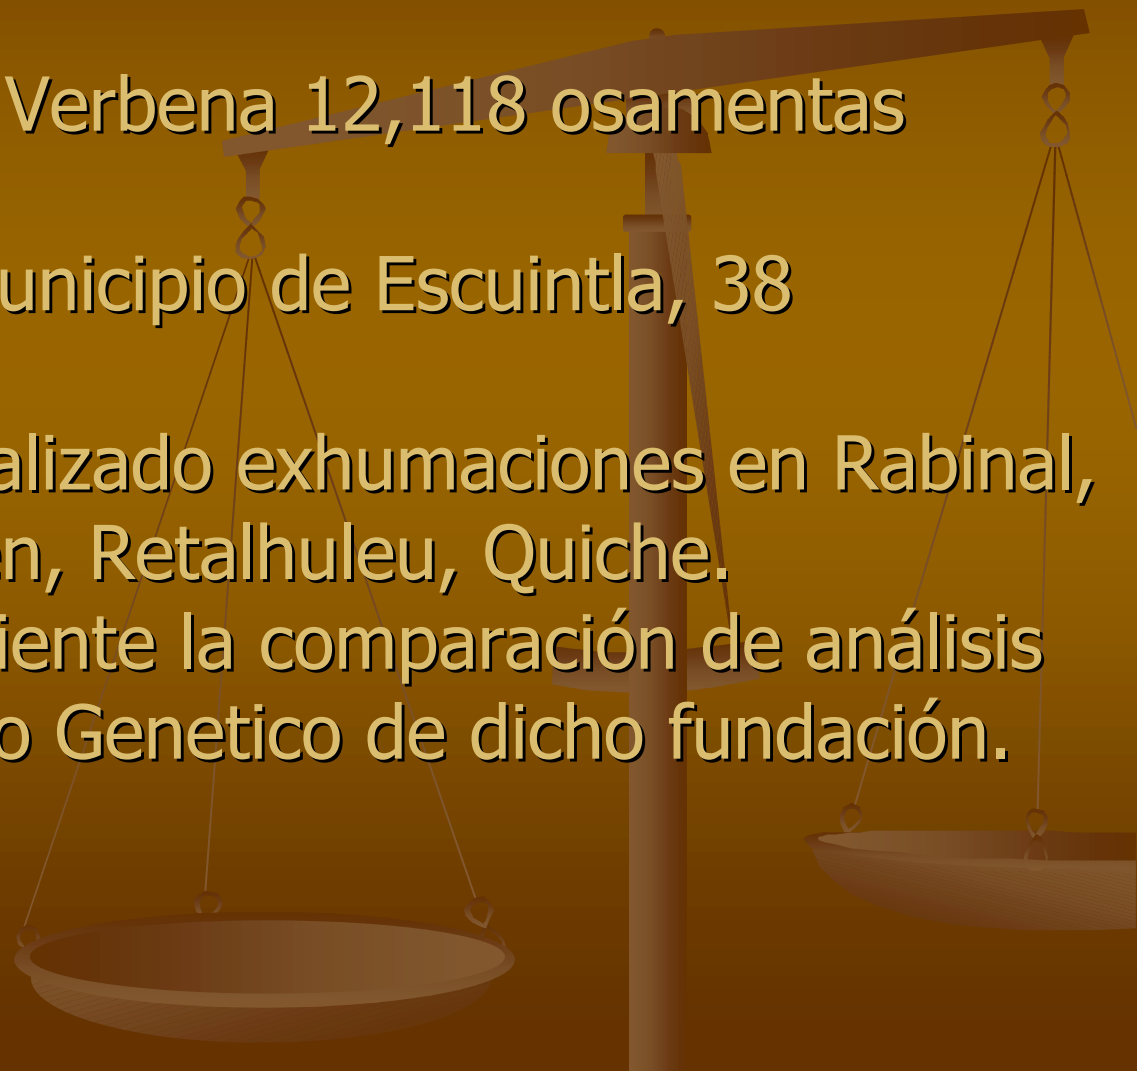 Verbena 12,118 osamentas
unicipio de Escuintla, 38
alizado exhumaciones en Rabinal,
n, Retalhuleu, Quiche.
iente la comparación de análisis
o Genetico de dicho fundación.